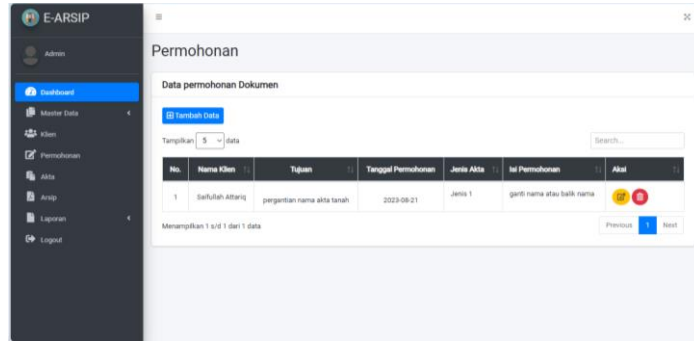 E-ARSIP
Admin
Dashboard
Master Data
Klien
Permohonan
Akta
Arsip
Laporan
Logout
Permohonan
Data permohonan Dokumen
Tambah Data
Tampilkan 5 data
Search...
No. Nama Klien Tujuan Tanggal Permohonan Jenis Akta Isi Permohonan Aksi
1 Saifullah Attariq pergantian nama akta tanah 2023-08-21 Jenis 1 ganti nama atau balik nama
Menampilkan 1 s/d 1 dari 1 data
Previous 1 Next